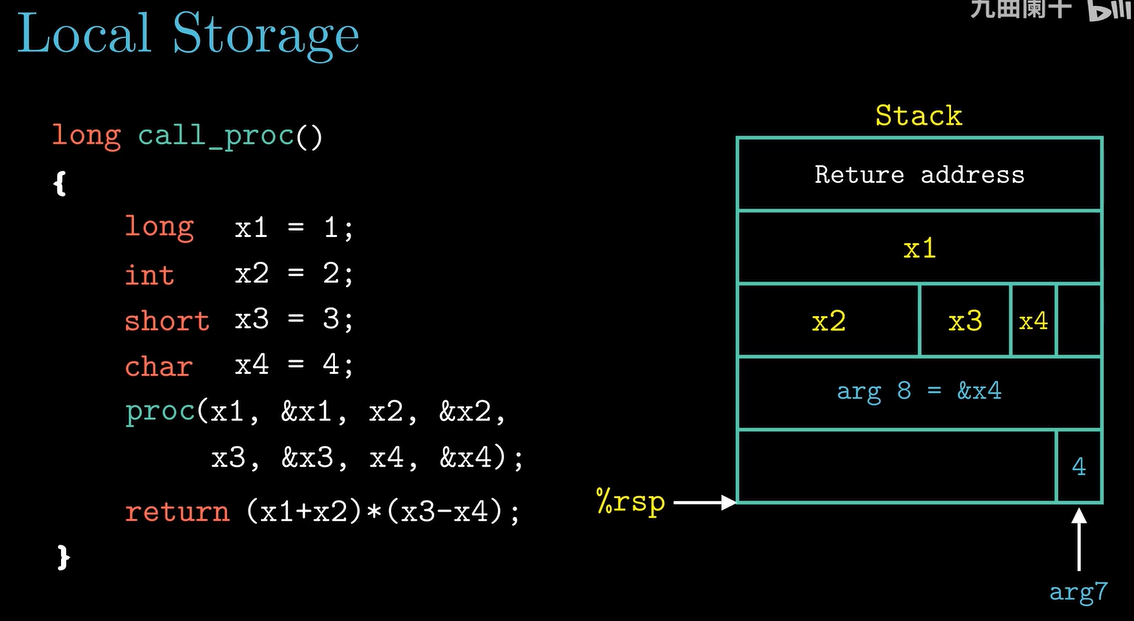 Local Storage
九曲阑干
long call_proc()
{
long x1 = 1;
int x2 = 2;
short x3 = 3;
char x4 = 4;
proc(x1, &x1, x2, &x2,
x3, &x3, x4, &x4);
return (x1+x2)*(x3-x4);
}
Stack
Reture address
x1
x2 x3 x4
arg 8 = &x4
4
%rsp
arg7